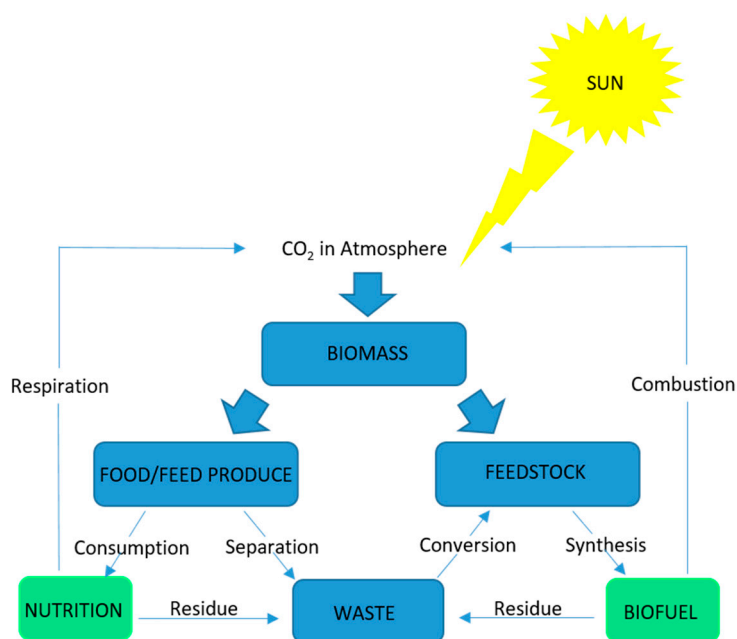 SUN
CO₂ in Atmosphere
BIOMASS
Respiration
Combustion
FOOD/FEED PRODUCE
FEEDSTOCK
Consumption
Separation
Conversion
Synthesis
NUTRITION
Residue
WASTE
Residue
BIOFUEL